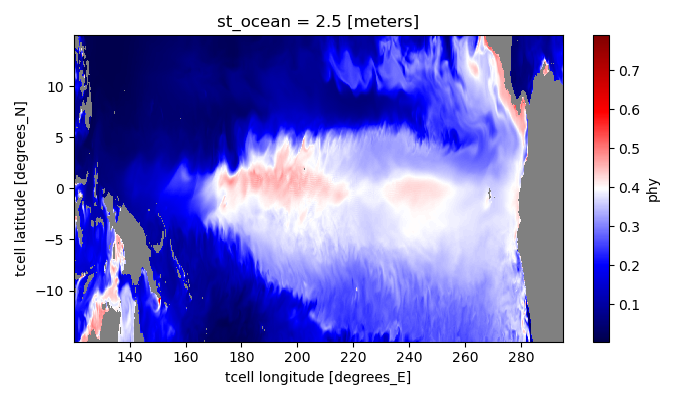 st_ocean = 2.5 [meters]
10
5
0
−5
−10
tcell latitude [degrees_N]
140 160 180 200 220 240 260 280
tcell longitude [degrees_E]
0.7
0.6
0.5
0.4
0.3
0.2
0.1
phy